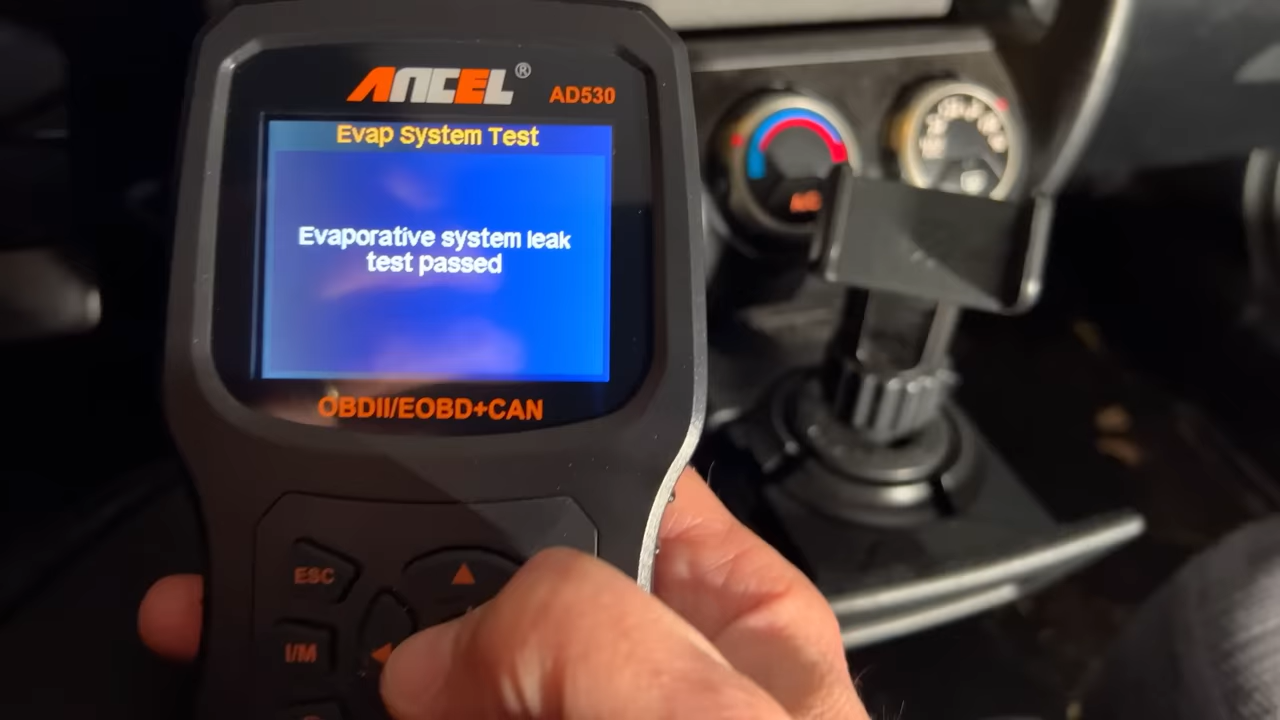 ANCEL®
AD530
Evap System Test
Evaporative system leak
test passed
OBDII/EOBD+CAN
ESC
I/M
A/C